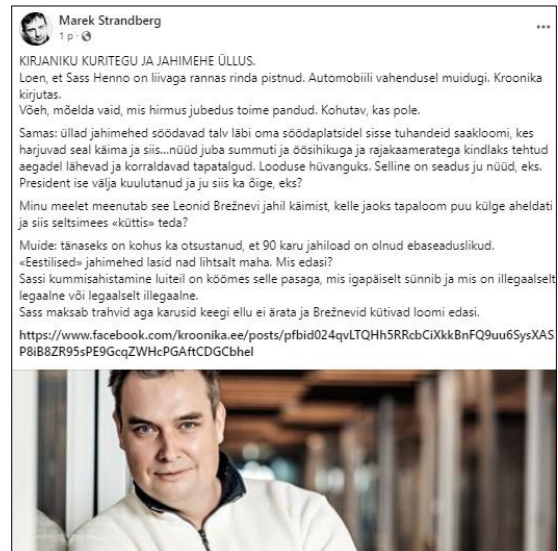 Marek Strandberg
1 p ·
KIRJANIKU KURITEGU JA JAHIMEHE ÜLLUS.
Loen, et Sass Henno on liivaga rannas rinda pistnud. Automobiili vahendusel muidugi. Kroonika
kirjutas.
Võeh, mõelda vaid, mis hirmus jubedus toime pandud. Kohutav, kas pole.
Samas: üllad jahimehed söödavad talv läbi oma söödaplatsidel sisse tuhandeid saakloomi, kes
harjuvad seal käima ja siis...nüüd juba summuti ja öösihikuga ja rajakaameratega kindlaks tehtud
aegadel lähevad ja korraldavad tapatalgud. Looduse hüvanguks. Selline on seadus ju nüüd, eks.
President ise välja kuulutanud ja ju siis ka õige, eks?
Minu meelet meenutab see Leonid Brežnevi jahil käimist, kelle jaoks tapaloom puu külge aheldati
ja siis seltsimees «küttis» teda?
Muide: tänaseks on kohus ka otsustanud, et 90 karu jahiload on olnud ebaseaduslikud.
«Eestilised» jahimehed lasid nad lihtsalt maha. Mis edasi?
Sassi kummisahistamine luiteil on köömes selle pasaga, mis igapäiselt sünnib ja mis on illegaalselt
legaalne või legaalselt illegaalne.
Sass maksab trahvid aga karusid keegi ellu ei ärata ja Brežnevid kütivad loomi edasi.
https://www.facebook.com/kroonika.ee/posts/pfbid024qvLTQHh5RRcbCiXkkBnFQ9uu6SysXAS
P8iB8ZR95sPE9GcqZWHcPGAftCDGCbhel